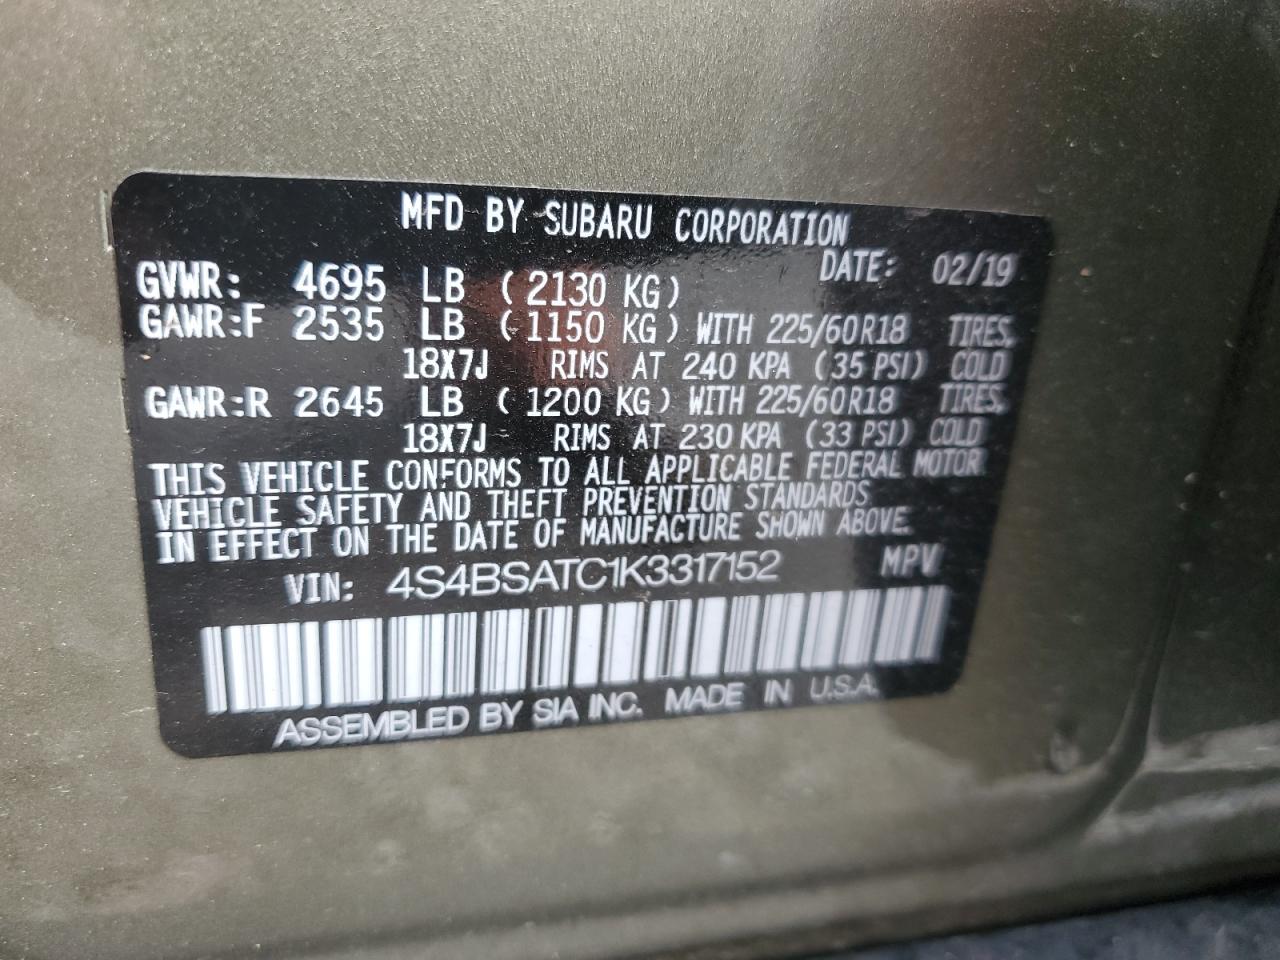 MFD BY SUBARU CORPORATION
DATE: 02/19
GVWR: 4695 LB (2130 KG)
GAWR:F 2535 LB (1150 KG) WITH 225/60R18 TIRES,
18X7J RIMS AT 240 KPA (35 PSI) COLD
GAWR:R 2645 LB (1200 KG) WITH 225/60R18 TIRES,
18X7J RIMS AT 230 KPA (33 PSI) COLD
THIS VEHICLE CONFORMS TO ALL APPLICABLE FEDERAL MOTOR
VEHICLE SAFETY AND THEFT PREVENTION STANDARDS
IN EFFECT ON THE DATE OF MANUFACTURE SHOWN ABOVE.
VIN: 4S4BSATC1K3317152 MPV
ASSEMBLED BY SIA INC. MADE IN U.S.A.